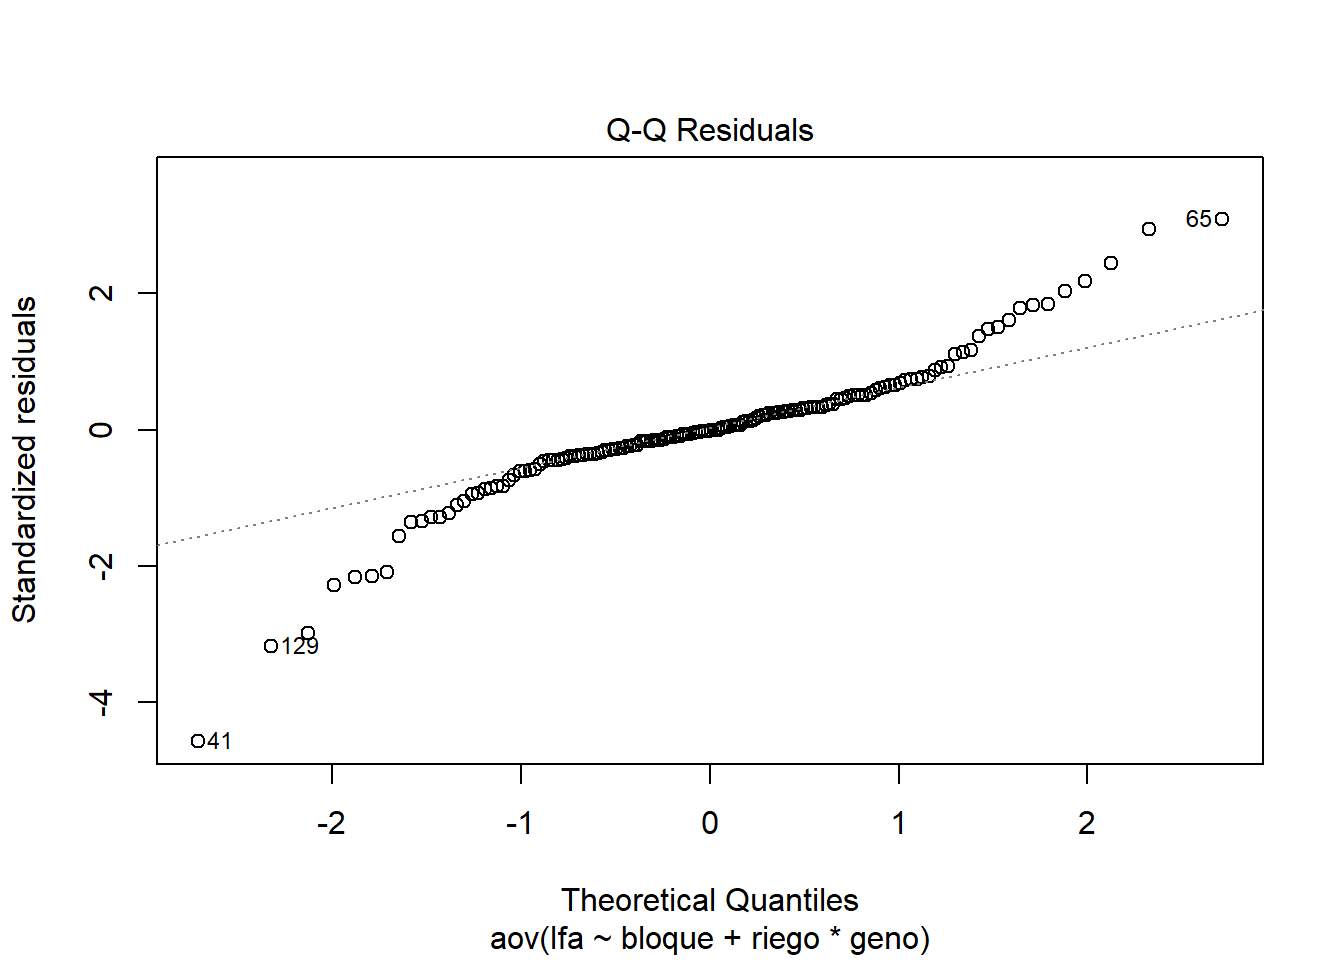 Q-Q Residuals
Standardized residuals
2
0
-2
-4
65
129
41
-2 -1 0 1 2
Theoretical Quantiles
aov(lfa ~ bloque + riego * geno)